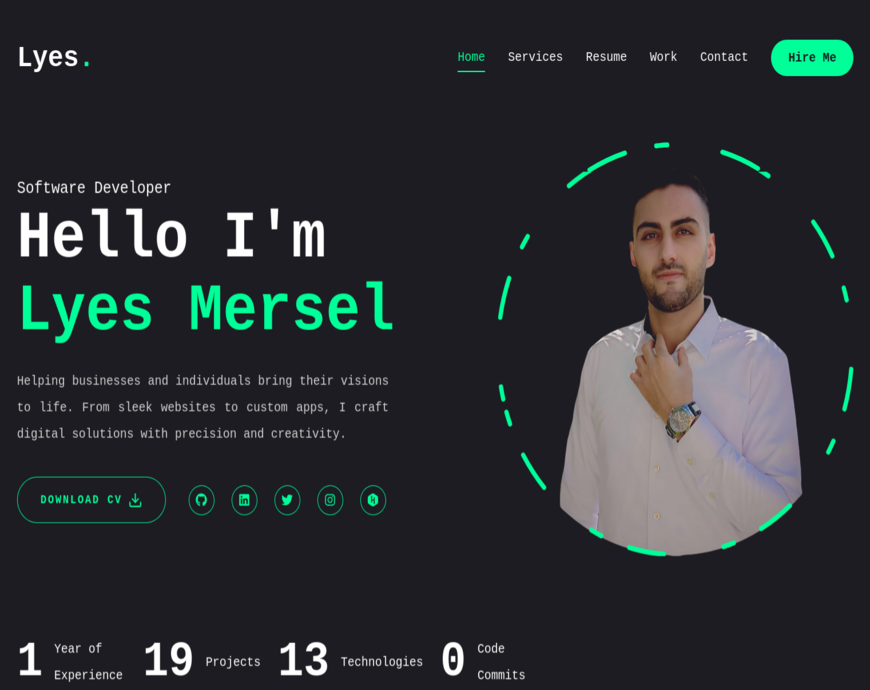 Lyes.
Home Services Resume Work Contact Hire Me
Software Developer
Hello I'm
Lyes Mersel
Helping businesses and individuals bring their visions
to life. From sleek websites to custom apps, I craft
digital solutions with precision and creativity.
DOWNLOAD CV
1 Year of
Experience
19 Projects
13 Technologies
0 Code
Commits